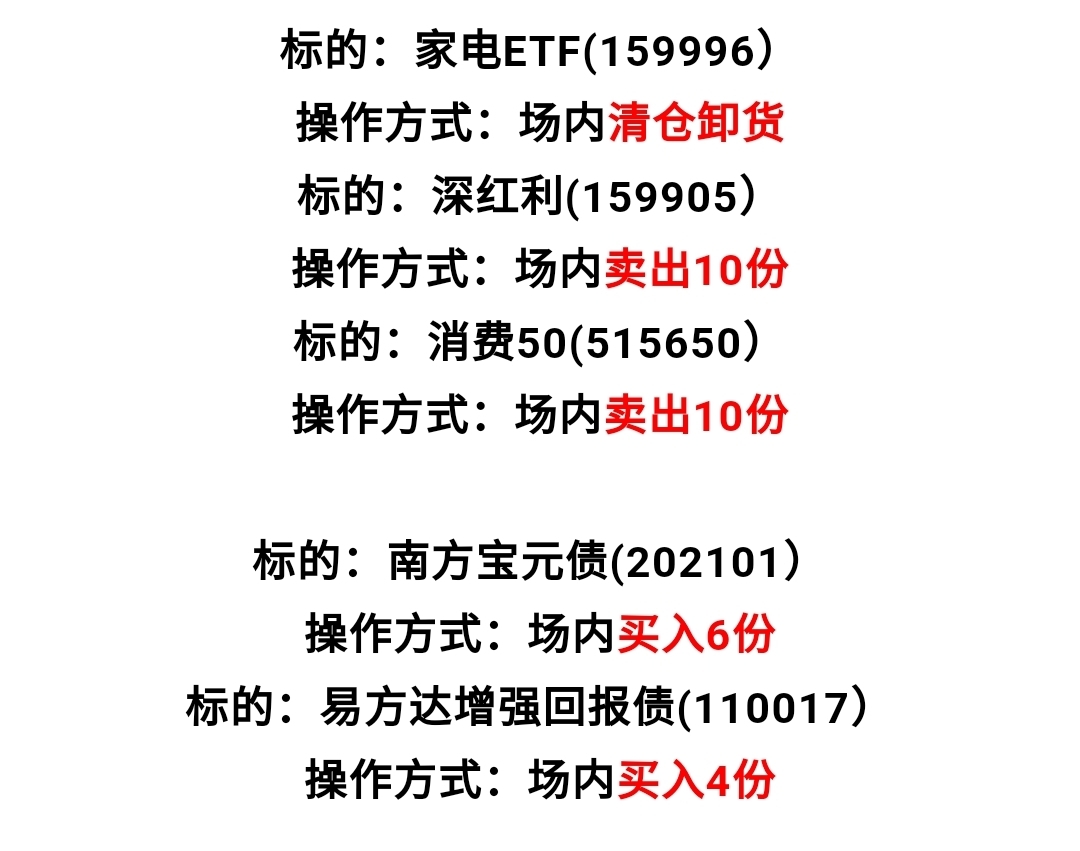 标的：家电ETF(159996）
操作方式：场内清仓卸货
标的：深红利(159905）
操作方式：场内卖出10份
标的：消费50(515650）
操作方式：场内卖出10份
标的：南方宝元债(202101）
操作方式：场内买入6份
标的：易方达增强回报债(110017）
操作方式：场内买入4份